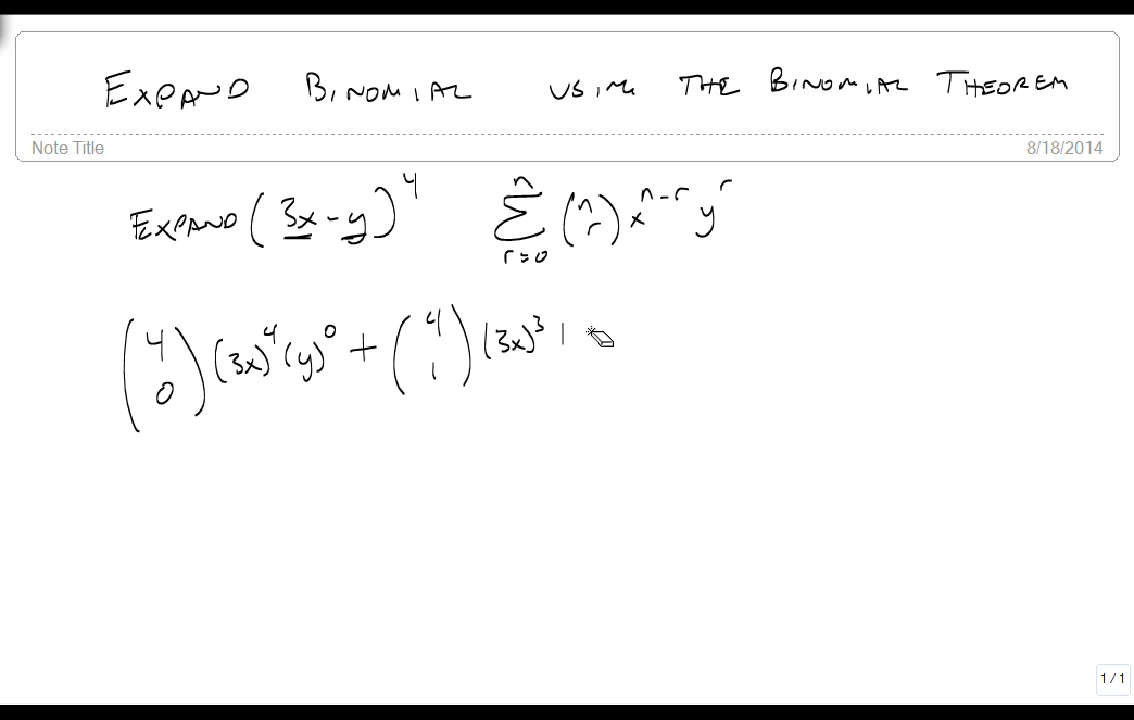 EXPAND BINOMIAL USING THE BINOMIAL THEOREM
Note Title 8/18/2014
EXPAND (3x-y)^4 ∑_{r=0}^{n} (n r) x^{n-r} y^r
(4 0) (3x)^4 (y)^0 + (4 1) (3x)^3 |
1/1